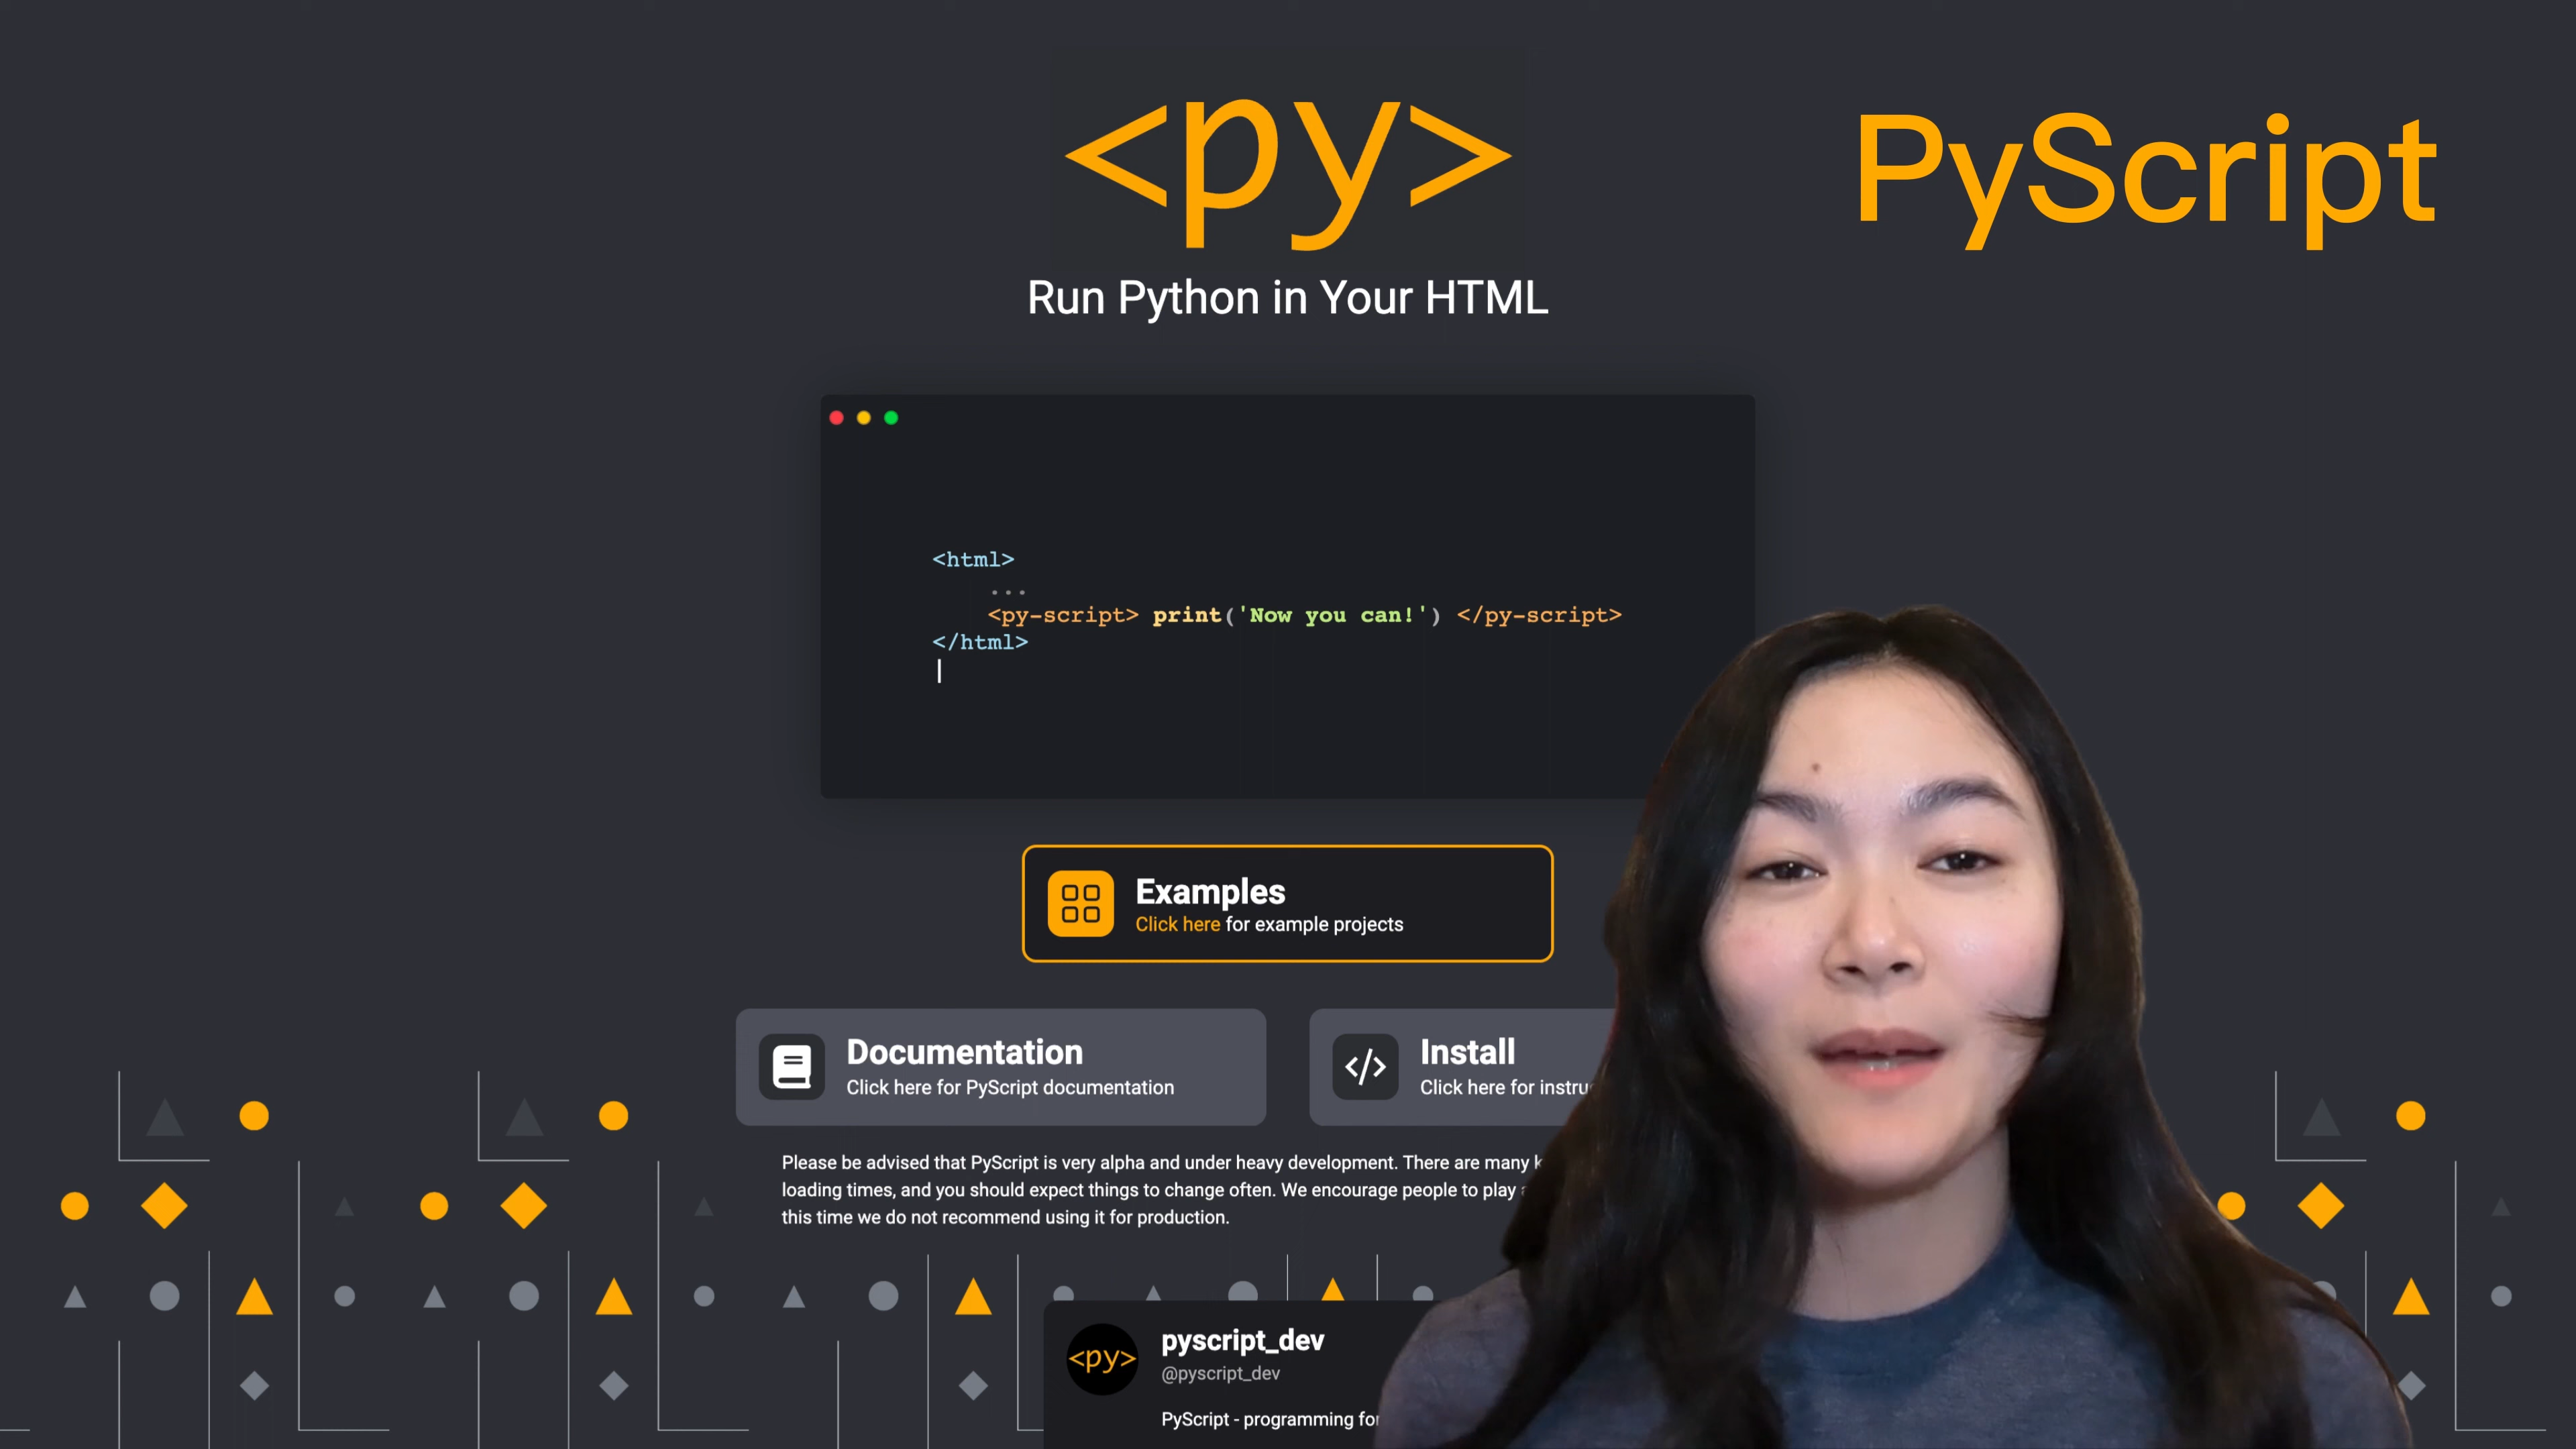 <py>
PyScript
Run Python in Your HTML
<html>
...
<py-script> print('Now you can!') </py-script>
</html>
Examples
Click here for example projects
Documentation
Click here for PyScript documentation
Install
Click here for
Please be advised that PyScript is very alpha and under heavy development. There are many
loading times, and you should expect things to change often. We encourage people to play
this time we do not recommend using it for production.
<py>
pyscript_dev
@pyscript_dev
PyScript - programming